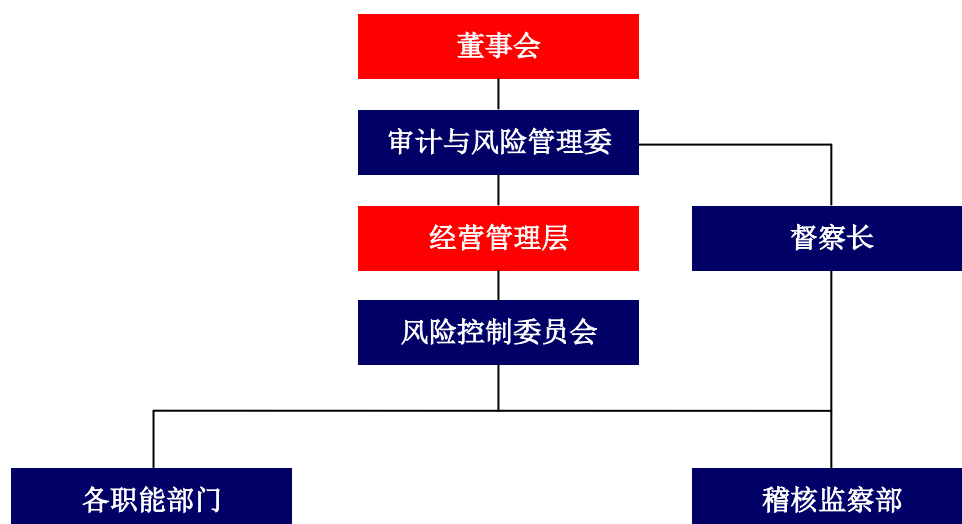 董事会
审计与风险管理委
经营管理层
督察长
风险控制委员会
各职能部门
稽核监察部